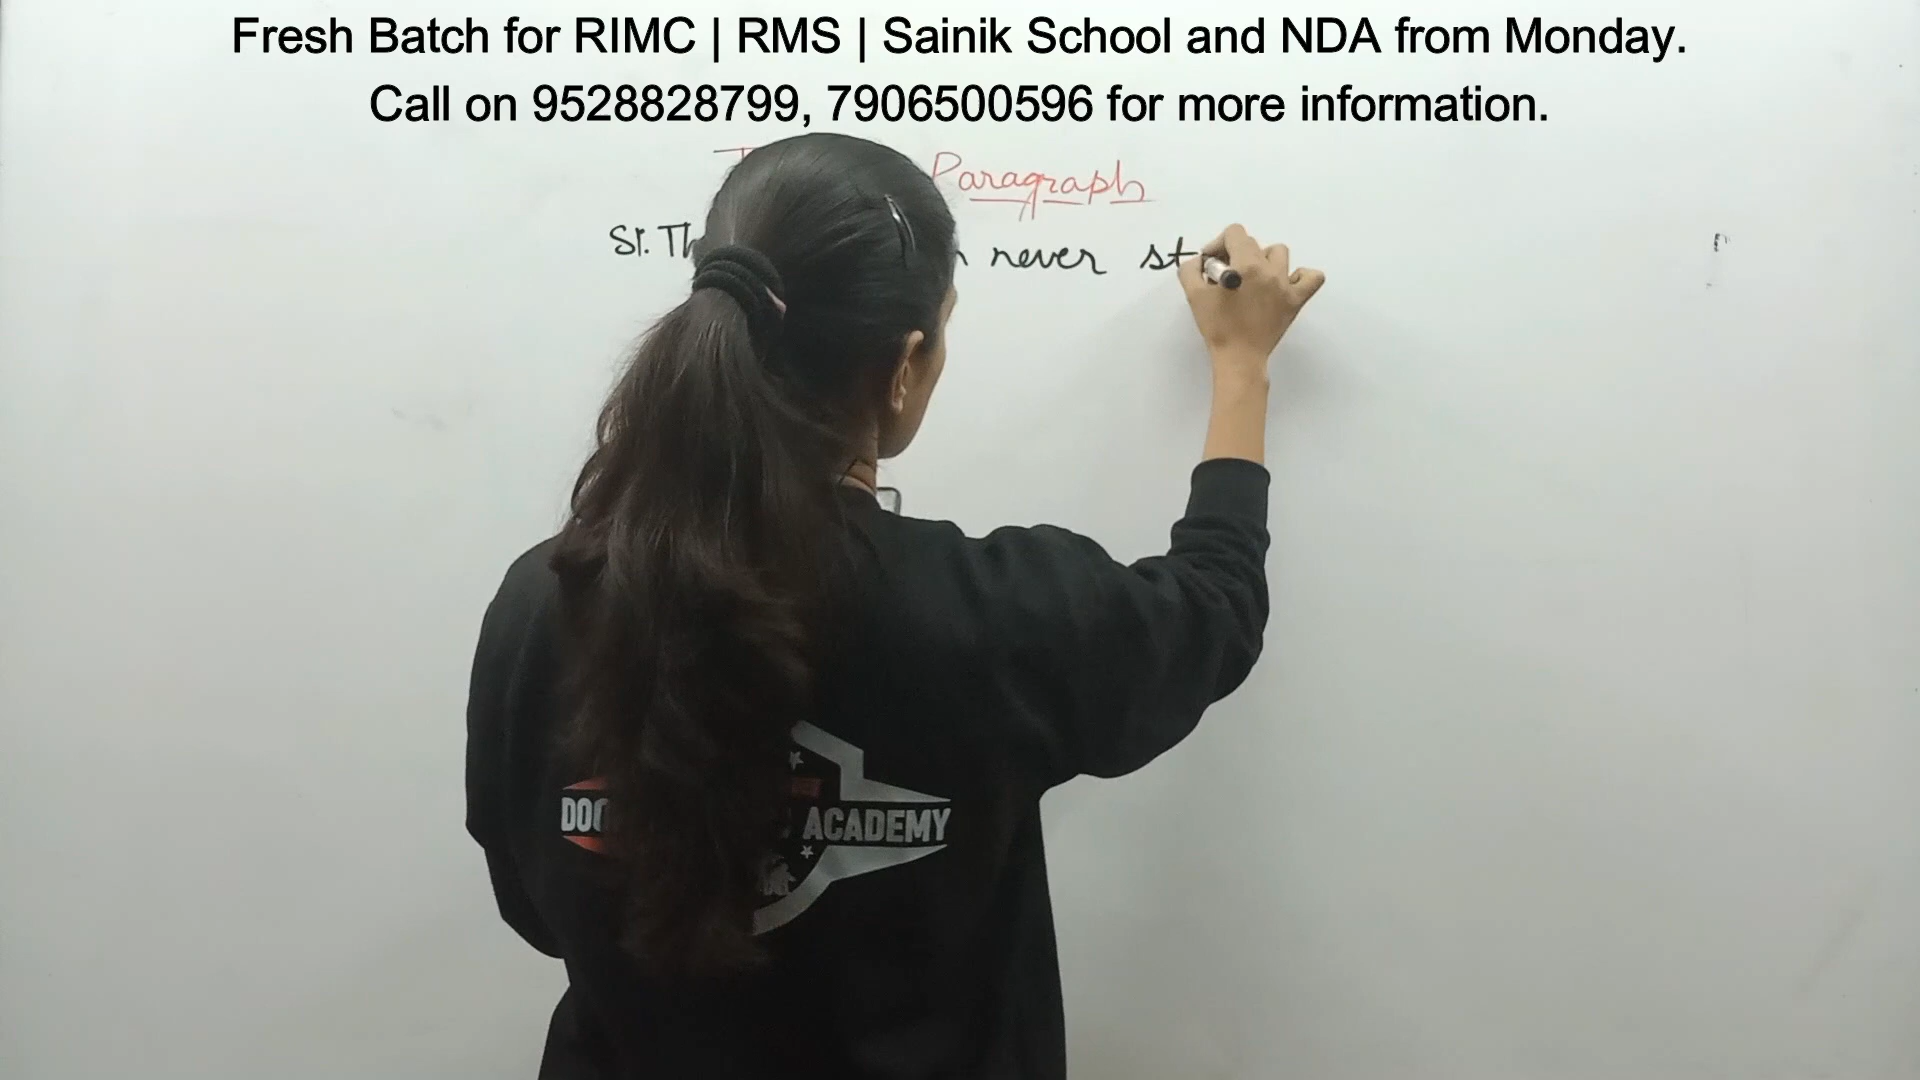 Fresh Batch for RIMC | RMS | Sainik School and NDA from Monday.
Call on 9528828799, 7906500596 for more information.
Paragraph
S1. Th never st
ACADEMY